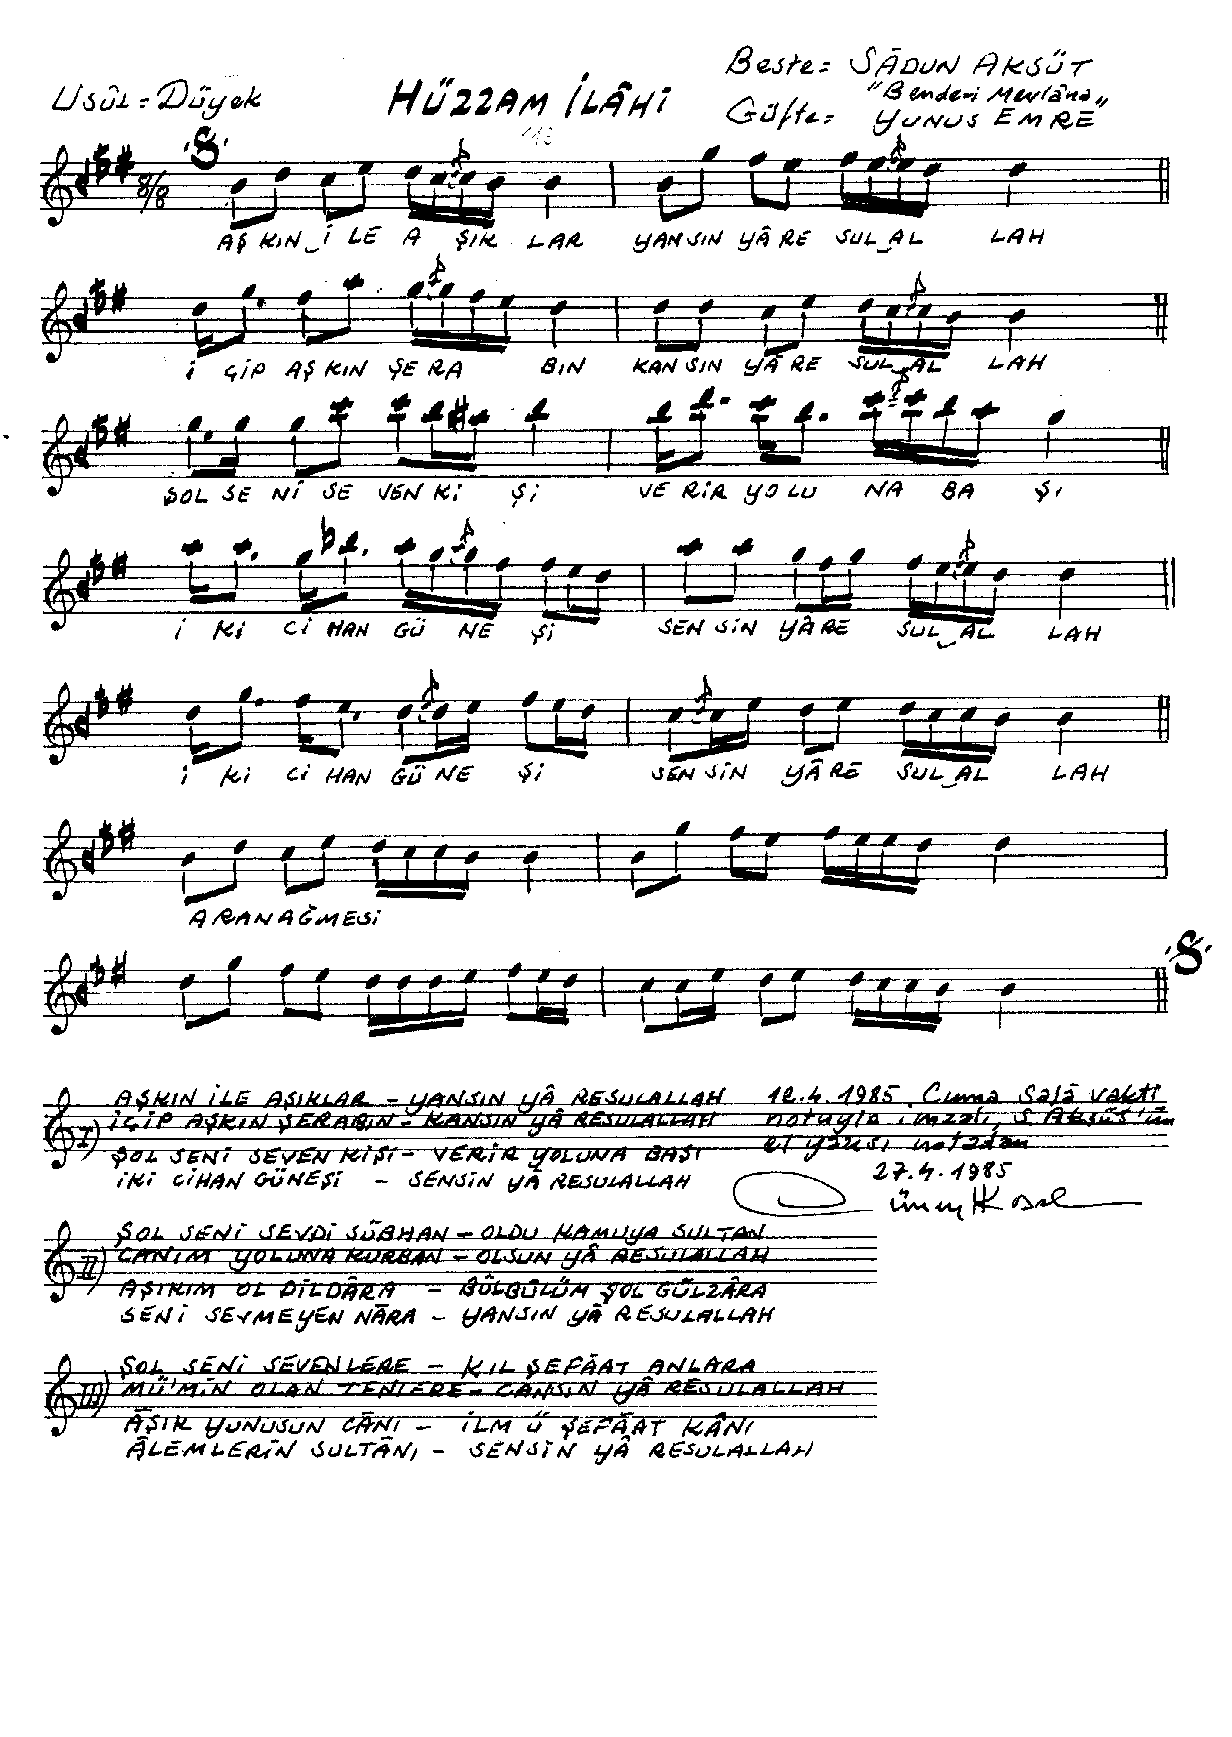 Beste= SÂDUN AKSÜT
Usûl = Düyek HÜZZAM İLÂHİ "Bende-i Mevlâna"
Güfte= YUNUS EMRE
8/8
AŞ KIN İ LE A ŞIK LAR YAN SIN YÂ RE SUL AL LAH
İ ÇİP AŞ KIN ŞE RA BIN KAN SIN YÂ RE SUL AL LAH
ŞOL SE Nİ SE VEN Kİ Şİ VE RİR YO LU NA BA ŞI
İ Kİ Cİ HAN GÜ NE Şİ SEN SİN YÂ RE SUL AL LAH
İ Kİ Cİ HAN GÜ NE Şİ SEN SİN YÂ RE SUL AL LAH
ARANAĞMESİ
I) AŞKIN İLE AŞIKLAR - YANSIN YÂ RESULALLAH
İÇİP AŞKIN ŞERABIN - KANSIN YÂ RESULALLAH
ŞOL SENİ SEVEN KİŞİ - VERİR YOLUNA BAŞI
İKİ CİHAN GÜNEŞİ - SENSİN YÂ RESULALLAH
12.4.1985 Cuma Salâ vakti
notuyla imzalı, S. Aksüt'ün
el yazısı notadan
27.4.1985
II) ŞOL SENİ SEVDİ SÜBHAN - OLDU KAMUYA SULTAN
CANIM YOLUNA KURBAN - OLSUN YÂ RESULALLAH
AŞIKIM OL DİLDÂRA - BÜLBÜLÜM ŞOL GÜLZÂRA
SENİ SEVMEYEN NÂRA - YANSIN YÂ RESULALLAH
III) ŞOL SENİ SEVENLERE - KIL ŞEFÂAT ANLARA
MÜ'MİN OLAN TENLERE - CANSIN YÂ RESULALLAH
ÂŞIK YUNUSUN CÂNI - İLM Ü ŞEFÂAT KÂNI
ÂLEMLERİN SULTÂNI - SENSİN YÂ RESULALLAH